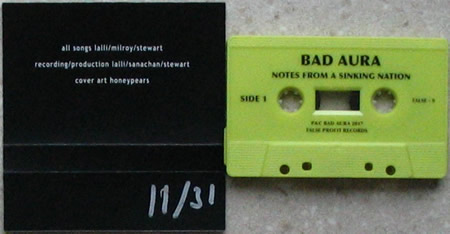 all songs lalli/milroy/stewart
recording/production lalli/sanachan/stewart
cover art honeypears
11/31
BAD AURA
NOTES FROM A SINKING NATION
SIDE 1
P&C BAD AURA 2017
FALSE PROFIT RECORDS